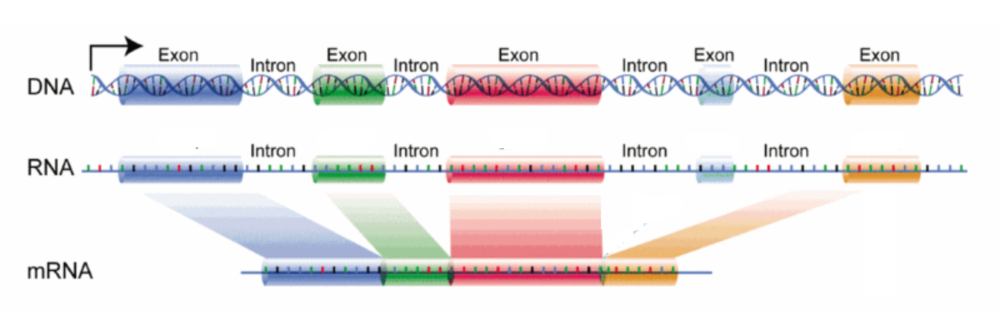 Exon Exon Exon Exon Exon
Intron Intron Intron Intron
DNA
Intron Intron Intron Intron
RNA
mRNA